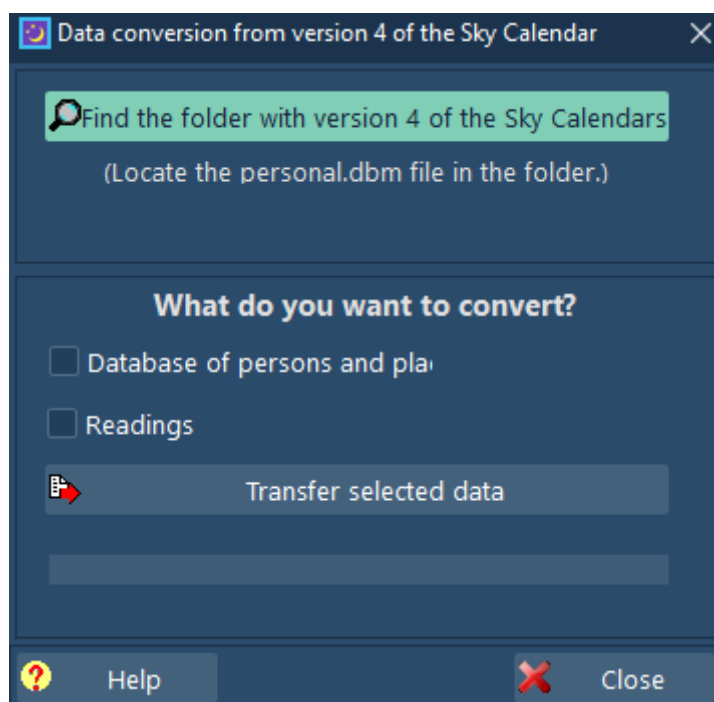 Data conversion from version 4 of the Sky Calendar
Find the folder with version 4 of the Sky Calendars
(Locate the personal.dbm file in the folder.)
What do you want to convert?
Database of persons and pla
Readings
Transfer selected data
Help
Close